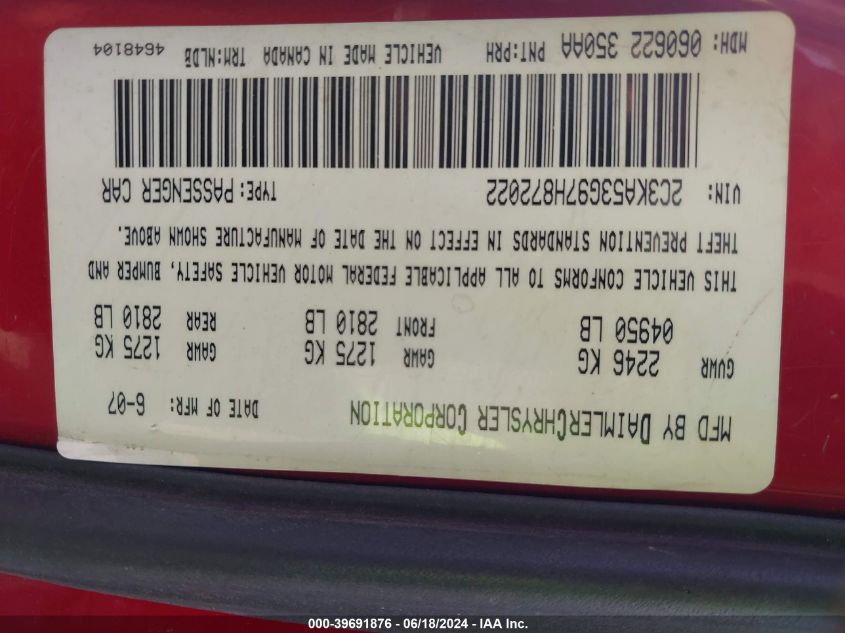 MFD BY DAIMLERCHRYSLER CORPORATION DATE OF MFR: 6-07
GVWR GAWR FRONT GAWR REAR
2246 KG 1275 KG 1275 KG
04950 LB 2810 LB 2810 LB
THIS VEHICLE CONFORMS TO ALL APPLICABLE FEDERAL MOTOR VEHICLE SAFETY, BUMPER AND
THEFT PREVENTION STANDARDS IN EFFECT ON THE DATE OF MANUFACTURE SHOWN ABOVE.
VIN: 2C3KA53G97H872022 TYPE: PASSENGER CAR
MDH: 060622 350AA PNT:PRH VEHICLE MADE IN CANADA TRM:NLDB 4648104
000-39691876 / 06/18/2024 - IAA Inc.